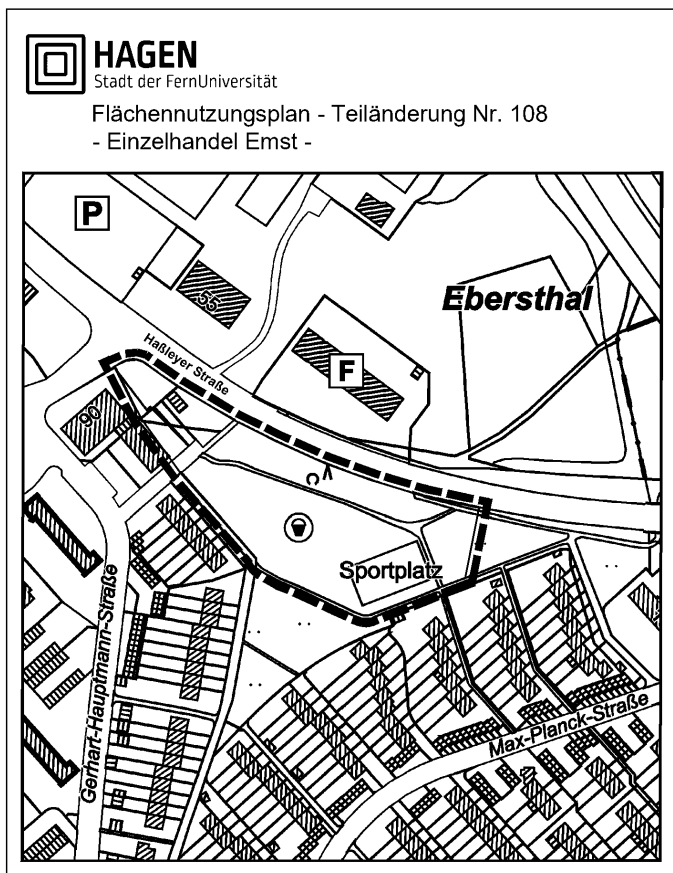 HAGEN
Stadt der FernUniversität
Flächennutzungsplan - Teiländerung Nr. 108
- Einzelhandel Emst -
P
55
Ebersthal
Haßleyer Straße
F
90
Sportplatz
Gerhart-Hauptmann-Straße
Max-Planck-Straße